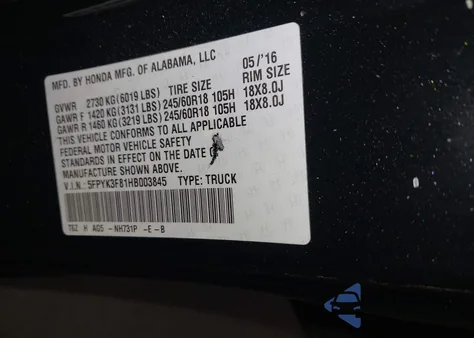 MFD. BY HONDA MFG. OF ALABAMA, LLC 05/'16
GVWR 2730 KG(6019 LBS) TIRE SIZE RIM SIZE
GAWR F 1420 KG(3131 LBS) 245/60R18 105H 18X8.0J
GAWR R 1460 KG(3219 LBS) 245/60R18 105H 18X8.0J
THIS VEHICLE CONFORMS TO ALL APPLICABLE
FEDERAL MOTOR VEHICLE SAFETY
STANDARDS IN EFFECT ON THE DATE OF
MANUFACTURE SHOWN ABOVE.
V.I.N.: 5FPYK3F81HB003845 TYPE: TRUCK
T6Z H AG5 -NH731P -E-B